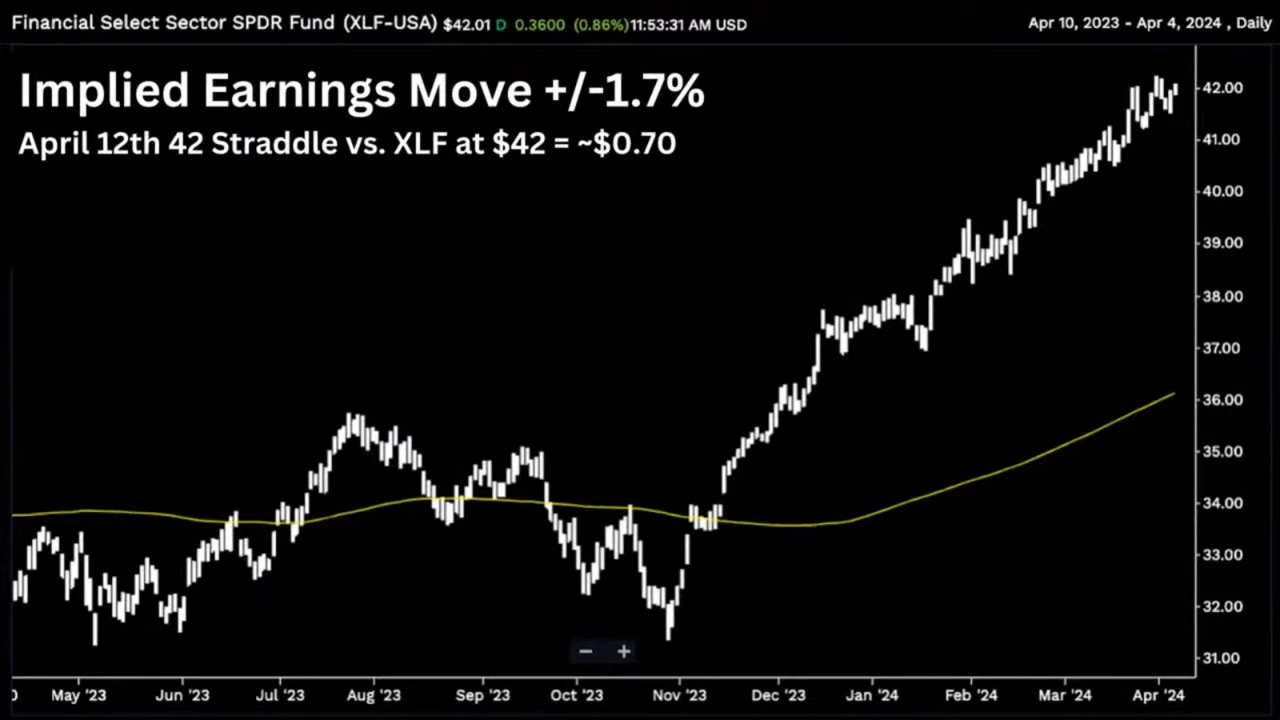 Financial Select Sector SPDR Fund (XLF-USA) $42.01 D 0.3600 (0.86%) 11:53:31 AM USD
Apr 10, 2023 - Apr 4, 2024 , Daily
Implied Earnings Move +/-1.7%
April 12th 42 Straddle vs. XLF at $42 = ~$0.70
42.00
41.00
40.00
39.00
38.00
37.00
36.00
35.00
34.00
33.00
32.00
31.00
− +
0 May '23 Jun '23 Jul '23 Aug '23 Sep '23 Oct '23 Nov '23 Dec '23 Jan '24 Feb '24 Mar '24 Apr '24